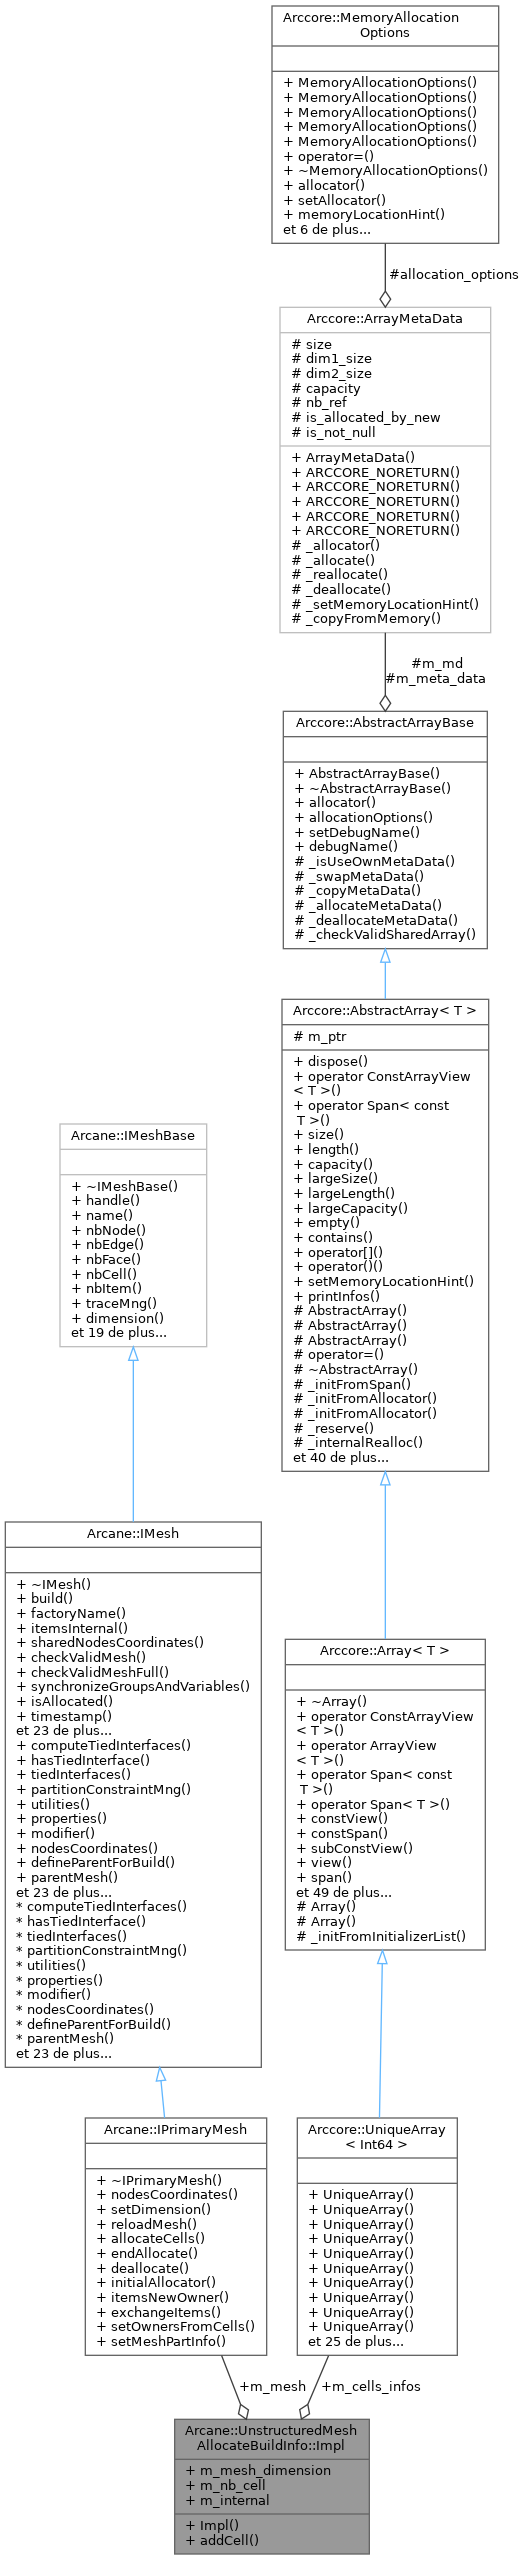 Arccore::MemoryAllocation
Options
+ MemoryAllocationOptions()
+ MemoryAllocationOptions()
+ MemoryAllocationOptions()
+ MemoryAllocationOptions()
+ MemoryAllocationOptions()
+ operator=()
+ ~MemoryAllocationOptions()
+ allocator()
+ setAllocator()
+ memoryLocationHint()
et 6 de plus...
#allocation_options
Arccore::ArrayMetaData
# size
# dim1_size
# dim2_size
# capacity
# nb_ref
# is_allocated_by_new
# is_not_null
+ ArrayMetaData()
+ ARCCORE_NORETURN()
+ ARCCORE_NORETURN()
+ ARCCORE_NORETURN()
+ ARCCORE_NORETURN()
+ ARCCORE_NORETURN()
# _allocator()
# _allocate()
# _reallocate()
# _deallocate()
# _setMemoryLocationHint()
# _copyFromMemory()
#m_md
#m_meta_data
Arccore::AbstractArrayBase
+ AbstractArrayBase()
+ ~AbstractArrayBase()
+ allocator()
+ allocationOptions()
+ setDebugName()
+ debugName()
# _isUseOwnMetaData()
# _swapMetaData()
# _copyMetaData()
# _allocateMetaData()
# _deallocateMetaData()
# _checkValidSharedArray()
Arccore::AbstractArray< T >
# m_ptr
+ dispose()
+ operator ConstArrayView
< T >()
+ operator Span< const
T >()
+ size()
+ length()
+ capacity()
+ largeSize()
+ largeLength()
+ largeCapacity()
+ empty()
+ contains()
+ operator[]()
+ operator()()
+ setMemoryLocationHint()
+ printInfos()
# AbstractArray()
# AbstractArray()
# AbstractArray()
# operator=()
# ~AbstractArray()
# _initFromSpan()
# _initFromAllocator()
# _initFromAllocator()
# _reserve()
# _internalRealloc()
et 40 de plus...
Arcane::IMeshBase
+ ~IMeshBase()
+ handle()
+ name()
+ nbNode()
+ nbEdge()
+ nbFace()
+ nbCell()
+ nbItem()
+ traceMng()
+ dimension()
et 19 de plus...
Arcane::IMesh
+ ~IMesh()
+ build()
+ factoryName()
+ itemsInternal()
+ sharedNodesCoordinates()
+ checkValidMesh()
+ checkValidMeshFull()
+ synchronizeGroupsAndVariables()
+ isAllocated()
+ timestamp()
et 23 de plus...
+ computeTiedInterfaces()
+ hasTiedInterface()
+ tiedInterfaces()
+ partitionConstraintMng()
+ utilities()
+ properties()
+ modifier()
+ nodesCoordinates()
+ defineParentForBuild()
+ parentMesh()
et 23 de plus...
* computeTiedInterfaces()
* hasTiedInterface()
* tiedInterfaces()
* partitionConstraintMng()
* utilities()
* properties()
* modifier()
* nodesCoordinates()
* defineParentForBuild()
* parentMesh()
et 23 de plus...
Arccore::Array< T >
+ ~Array()
+ operator ConstArrayView
< T >()
+ operator ArrayView
< T >()
+ operator Span< const
T >()
+ operator Span< T >()
+ constView()
+ constSpan()
+ subConstView()
+ view()
+ span()
et 49 de plus...
# Array()
# Array()
# _initFromInitializerList()
Arcane::IPrimaryMesh
+ ~IPrimaryMesh()
+ nodesCoordinates()
+ setDimension()
+ reloadMesh()
+ allocateCells()
+ endAllocate()
+ deallocate()
+ initialAllocator()
+ itemsNewOwner()
+ exchangeItems()
+ setOwnersFromCells()
+ setMeshPartInfo()
Arccore::UniqueArray
< Int64 >
+ UniqueArray()
+ UniqueArray()
+ UniqueArray()
+ UniqueArray()
+ UniqueArray()
+ UniqueArray()
+ UniqueArray()
+ UniqueArray()
+ UniqueArray()
+ UniqueArray()
et 25 de plus...
+m_mesh
+m_cells_infos
Arcane::UnstructuredMesh
AllocateBuildInfo::Impl
+ m_mesh_dimension
+ m_nb_cell
+ m_internal
+ Impl()
+ addCell()